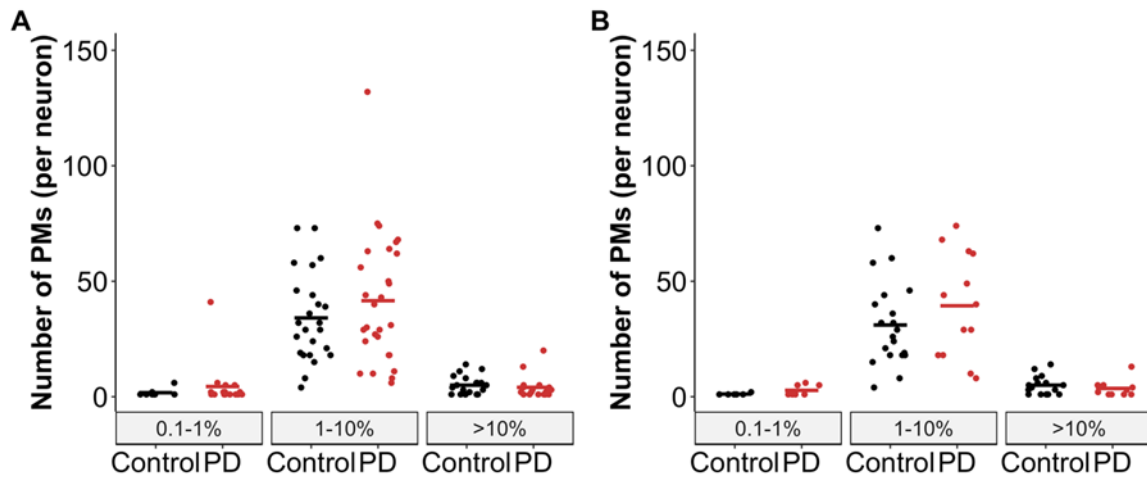 A
Number of PMs (per neuron)
150
100
50
0
0.1-1%
1-10%
>10%
Control PD
Control PD
Control PD
B
Number of PMs (per neuron)
150
100
50
0
0.1-1%
1-10%
>10%
Control PD
Control PD
Control PD